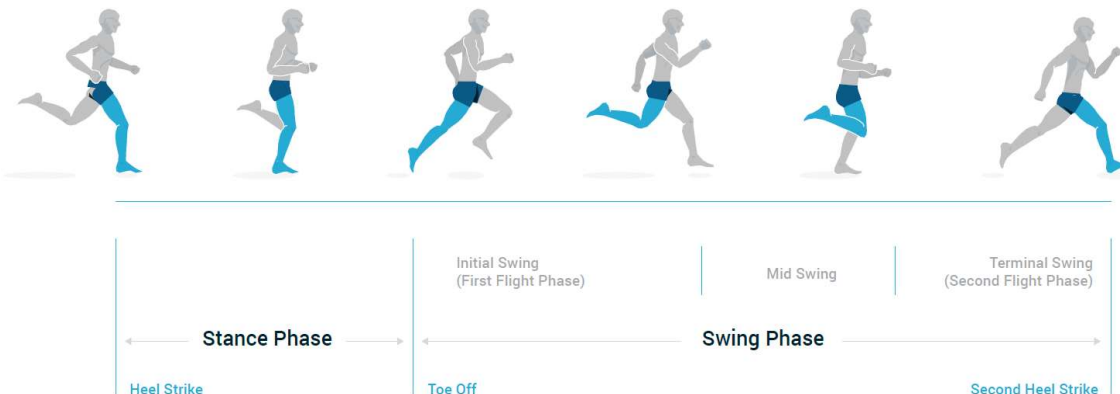 Initial Swing
(First Flight Phase)
Mid Swing
Terminal Swing
(Second Flight Phase)
Stance Phase
Swing Phase
Heel Strike
Toe Off
Second Heel Strike